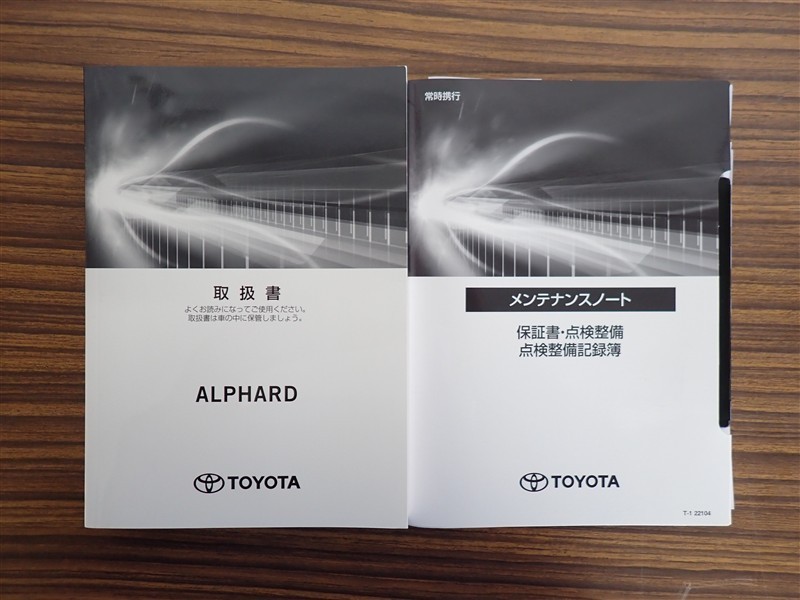 取扱書
よくお読みになってご使用ください。
取扱書は車の中に保管しましょう。
ALPHARD
TOYOTA
常時携行
メンテナンスノート
保証書・点検整備
点検整備記録簿
TOYOTA
T-1 22104